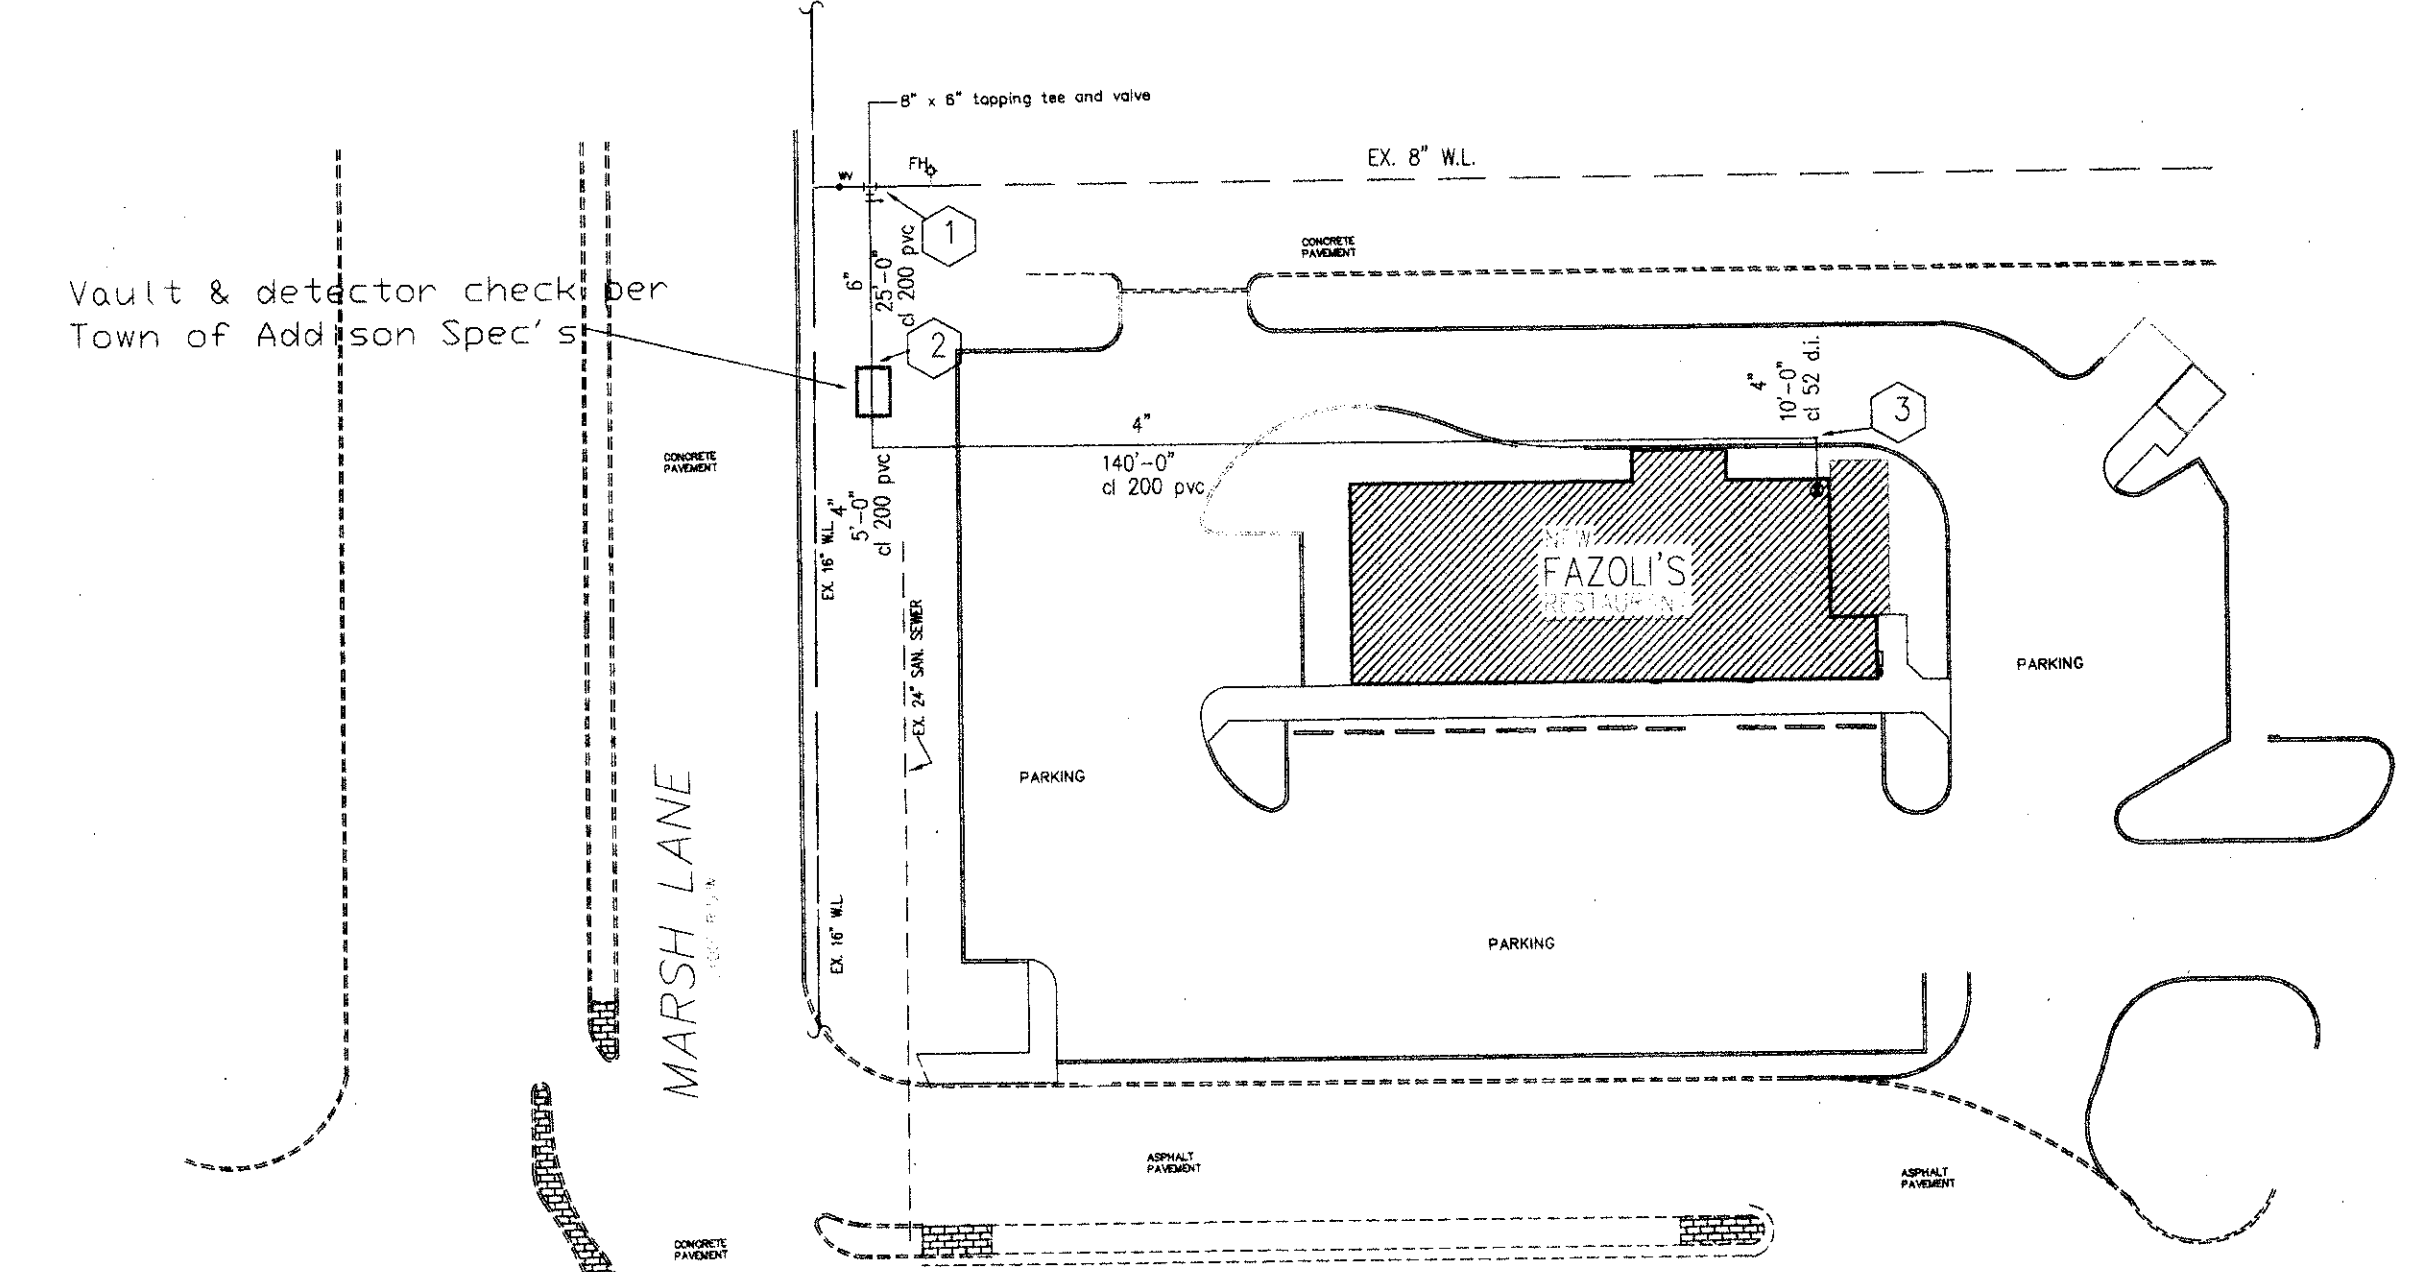 8" x 6" tapping tee and valve
EX. 8" W.L.
WV
FH
1
CONCRETE
PAVEMENT
6"
25'-0"
cl 200 pvc
Vault & detector check per
Town of Addison Spec's
2
4"
10'-0"
cl 52 d.i.
3
4"
140'-0"
cl 200 pvc
CONCRETE
PAVEMENT
4"
5'-0"
cl 200 pvc
EX. 16" W.L.
NEW
FAZOLI'S
RESTAURANT
EX. 24" SAN. SEWER
PARKING
PARKING
MARSH LANE
EX. 16" W.L.
PARKING
ASPHALT
PAVEMENT
ASPHALT
PAVEMENT
CONCRETE
PAVEMENT